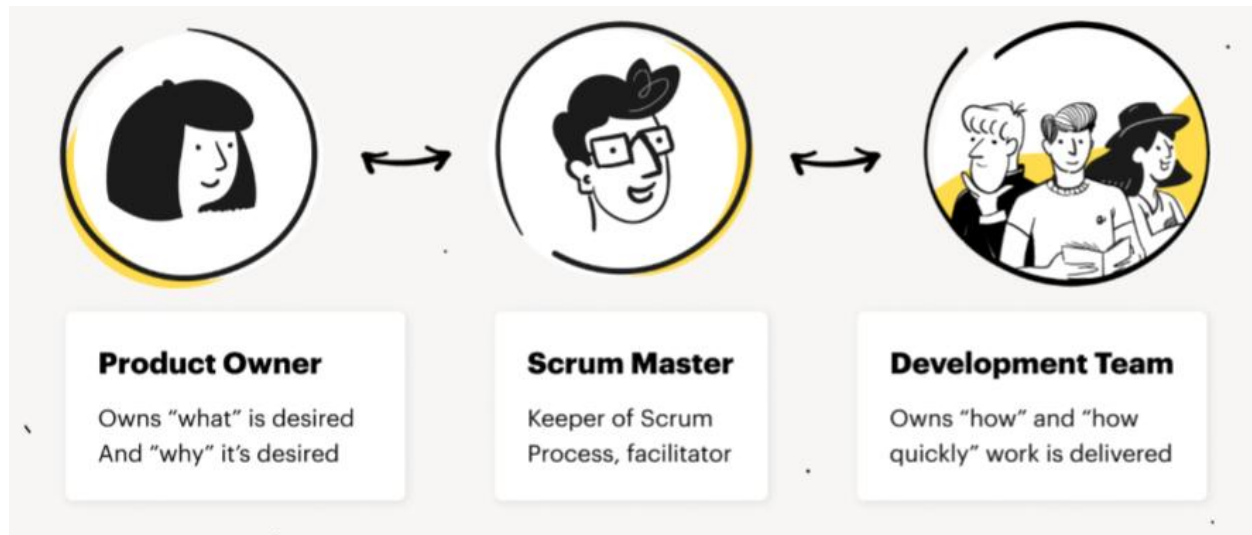 Product Owner
Owns “what” is desired
And “why” it’s desired
Scrum Master
Keeper of Scrum
Process, facilitator
Development Team
Owns “how” and “how
quickly” work is delivered